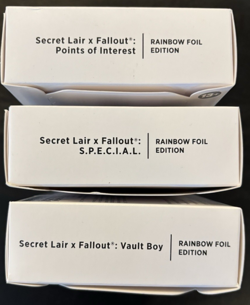 Secret Lair x Fallout®:
Points of Interest
RAINBOW FOIL
EDITION
Secret Lair x Fallout®:
S.P.E.C.I.A.L.
RAINBOW FOIL
EDITION
Secret Lair x Fallout®: Vault Boy
RAINBOW FOIL
EDITION